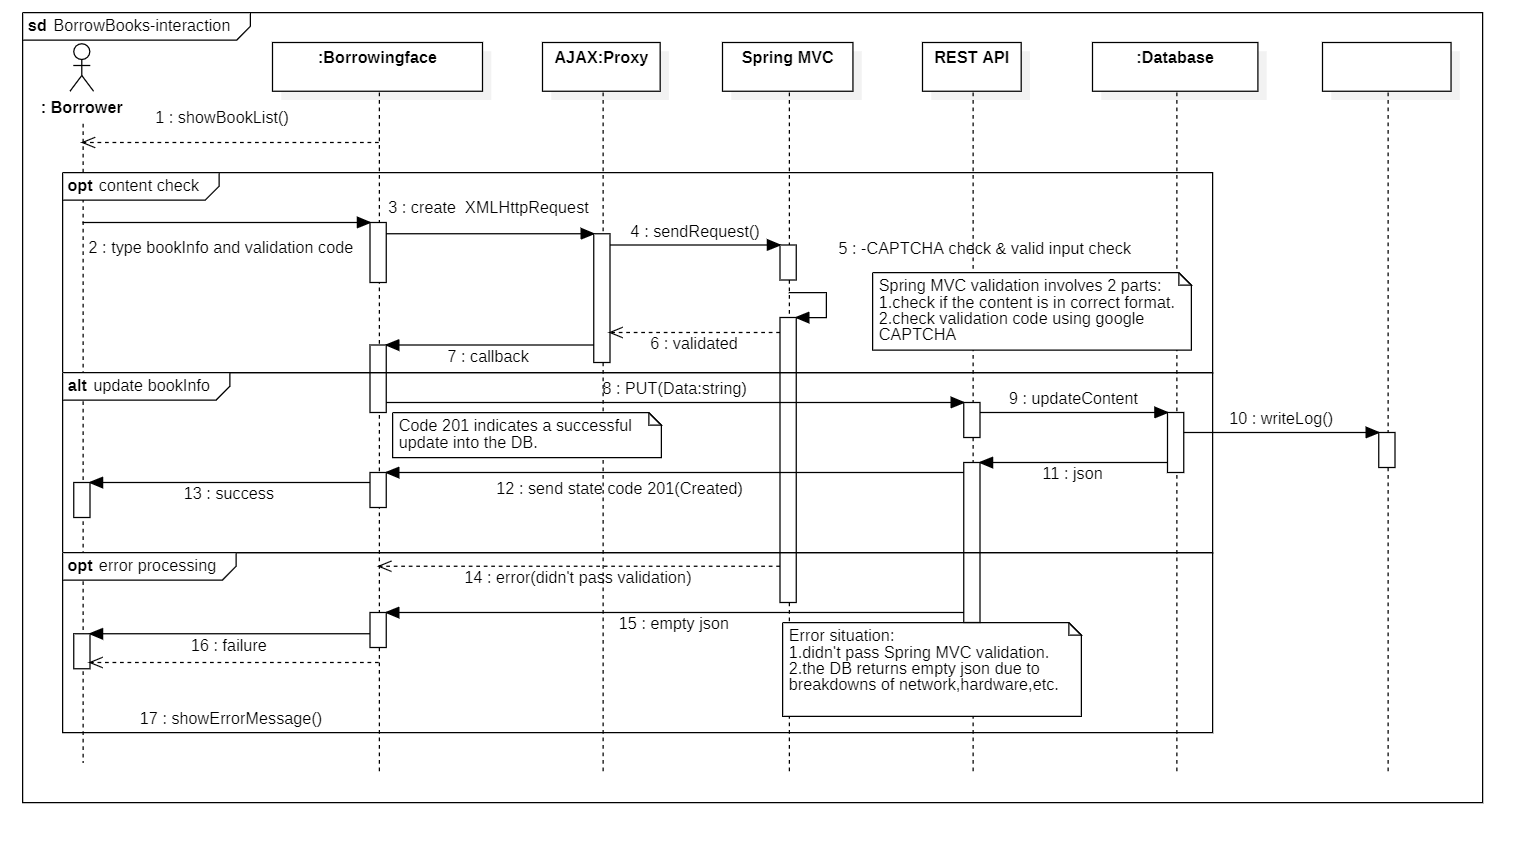 sd BorrowBooks-interaction
: Borrower
:Borrowingface
AJAX:Proxy
Spring MVC
REST API
:Database
1 : showBookList()
opt content check
2 : type bookInfo and validation code
3 : create  XMLHttpRequest
4 : sendRequest()
5 : -CAPTCHA check & valid input check
Spring MVC validation involves 2 parts:
1.check if the content is in correct format.
2.check validation code using google
CAPTCHA
6 : validated
7 : callback
alt update bookInfo
8 : PUT(Data:string)
9 : updateContent
10 : writeLog()
Code 201 indicates a successful
update into the DB.
11 : json
12 : send state code 201(Created)
13 : success
opt error processing
14 : error(didn't pass validation)
15 : empty json
16 : failure
Error situation:
1.didn't pass Spring MVC validation.
2.the DB returns empty json due to
breakdowns of network,hardware,etc.
17 : showErrorMessage()